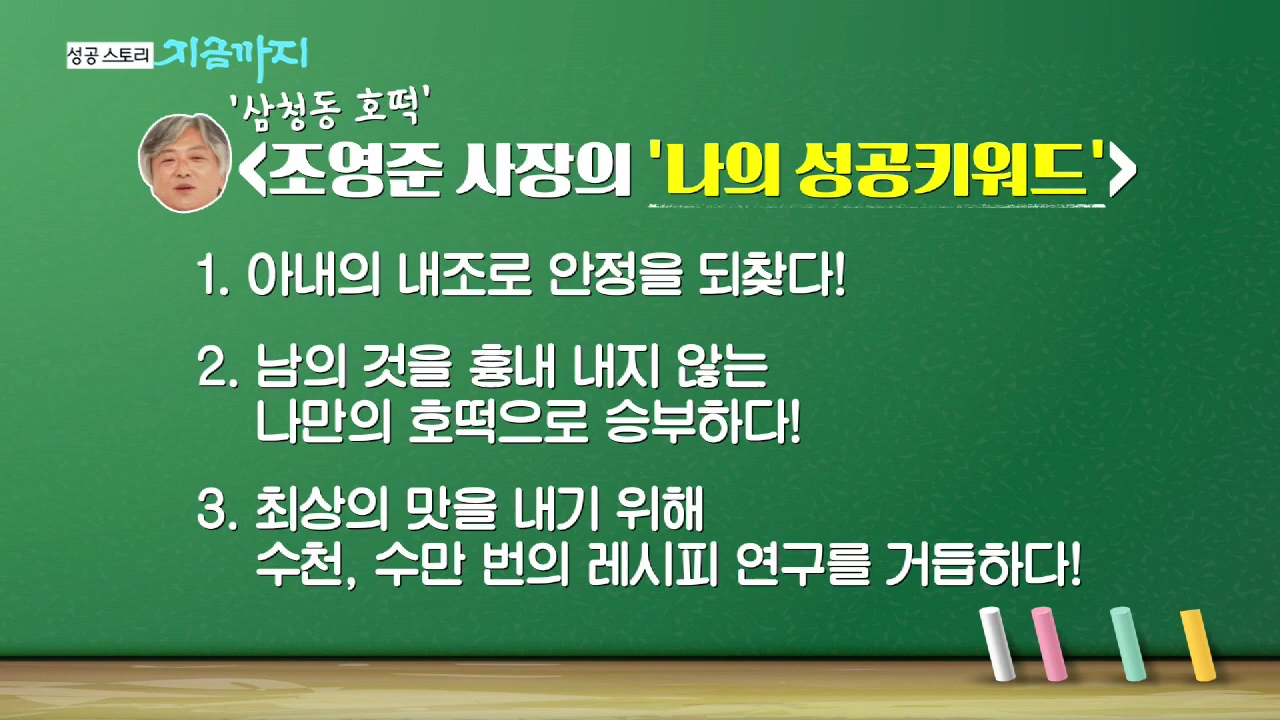 성공 스토리 지금까지
'삼청동 호떡'
<조영준 사장의 '나의 성공키워드'>
1. 아내의 내조로 안정을 되찾다!
2. 남의 것을 흉내 내지 않는
나만의 호떡으로 승부하다!
3. 최상의 맛을 내기 위해
수천, 수만 번의 레시피 연구를 거듭하다!